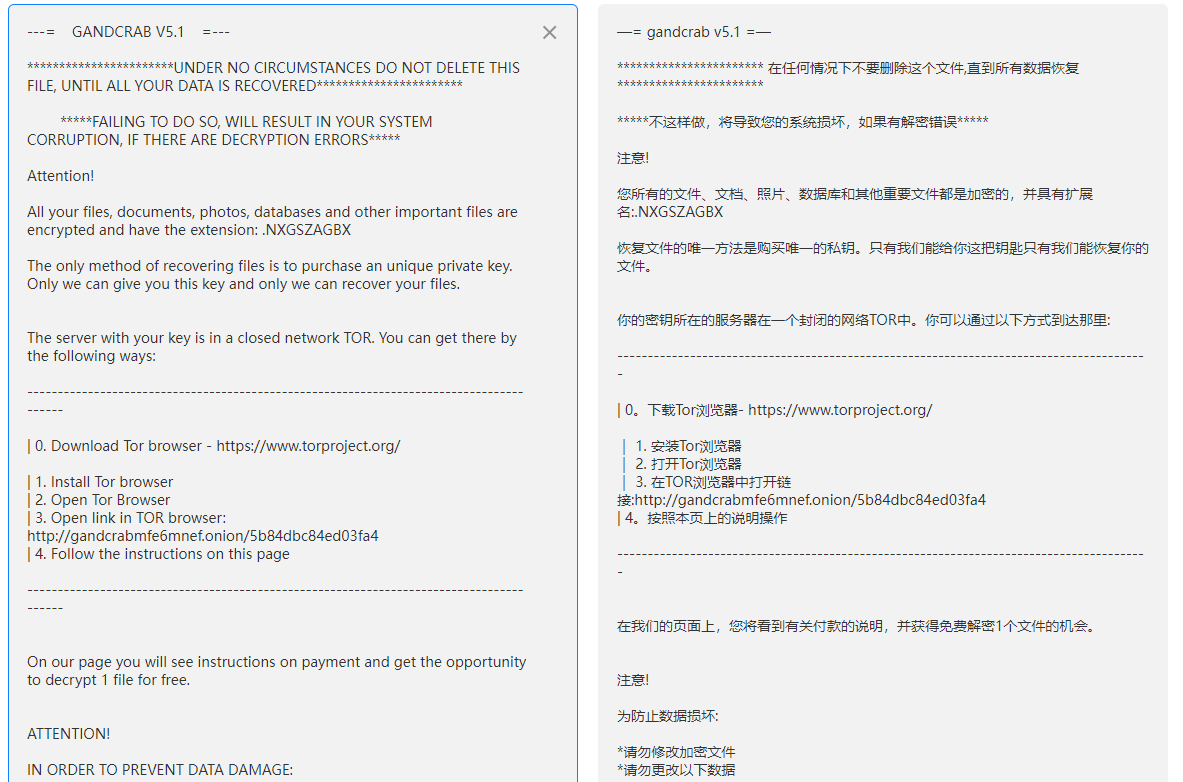 ---= GANDCRAB V5.1 =---
***********************UNDER NO CIRCUMSTANCES DO NOT DELETE THIS
FILE, UNTIL ALL YOUR DATA IS RECOVERED***********************
*****FAILING TO DO SO, WILL RESULT IN YOUR SYSTEM
CORRUPTION, IF THERE ARE DECRYPTION ERRORS*****
Attention!
All your files, documents, photos, databases and other important files are
encrypted and have the extension: .NXGSZAGBX
The only method of recovering files is to purchase an unique private key.
Only we can give you this key and only we can recover your files.
The server with your key is in a closed network TOR. You can get there by
the following ways:
----------------------------------------------------------------------------------
------
| 0. Download Tor browser - https://www.torproject.org/
| 1. Install Tor browser
| 2. Open Tor Browser
| 3. Open link in TOR browser:
http://gandcrabmfe6mnef.onion/5b84dbc84ed03fa4
| 4. Follow the instructions on this page
----------------------------------------------------------------------------------
------
On our page you will see instructions on payment and get the opportunity
to decrypt 1 file for free.
ATTENTION!
IN ORDER TO PREVENT DATA DAMAGE:
—= gandcrab v5.1 =—
*********************** 在任何情况下不要删除这个文件,直到所有数据恢复
***********************
*****不这样做，将导致您的系统损坏，如果有解密错误*****
注意!
您所有的文件、文档、照片、数据库和其他重要文件都是加密的，并具有扩展
名:.NXGSZAGBX
恢复文件的唯一方法是购买唯一的私钥。只有我们能给你这把钥匙只有我们能恢复你的
文件。
你的密钥所在的服务器在一个封闭的网络TOR中。你可以通过以下方式到达那里:
---------------------------------------------------------------------------------------
-
| 0。下载Tor浏览器- https://www.torproject.org/
| 1. 安装Tor浏览器
| 2. 打开Tor浏览器
| 3. 在TOR浏览器中打开链
接:http://gandcrabmfe6mnef.onion/5b84dbc84ed03fa4
| 4。按照本页上的说明操作
---------------------------------------------------------------------------------------
-
在我们的页面上，您将看到有关付款的说明，并获得免费解密1个文件的机会。
注意!
为防止数据损坏:
*请勿修改加密文件
*请勿更改以下数据